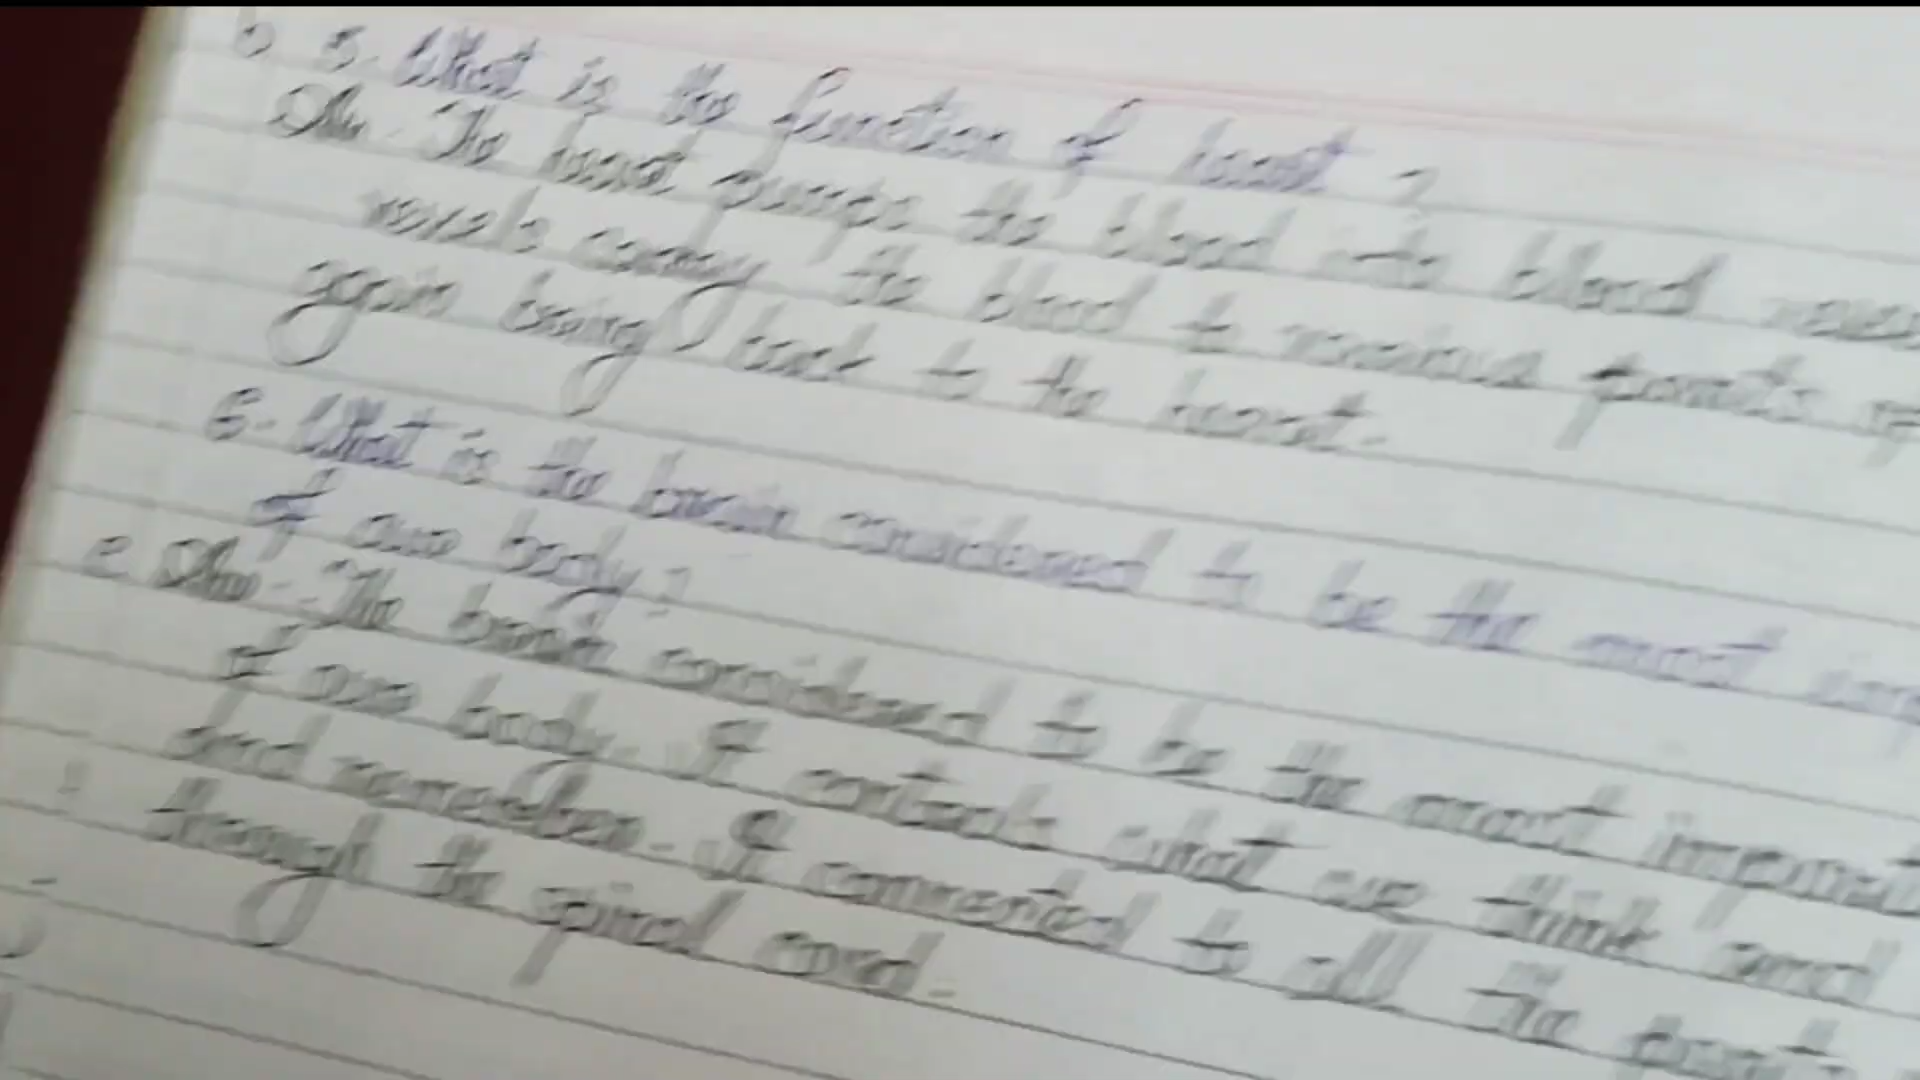 5. What is the function of heart ?
Ans. The heart pumps the blood into blood
vessels carry the blood to various parts of
again bring back to the heart.
6. What is the brain considered to be the most
of our body?
Ans. The brain considered to be the most
of our body. It controls what we think and
and remember. It connected to all the parts
through the spinal cord.